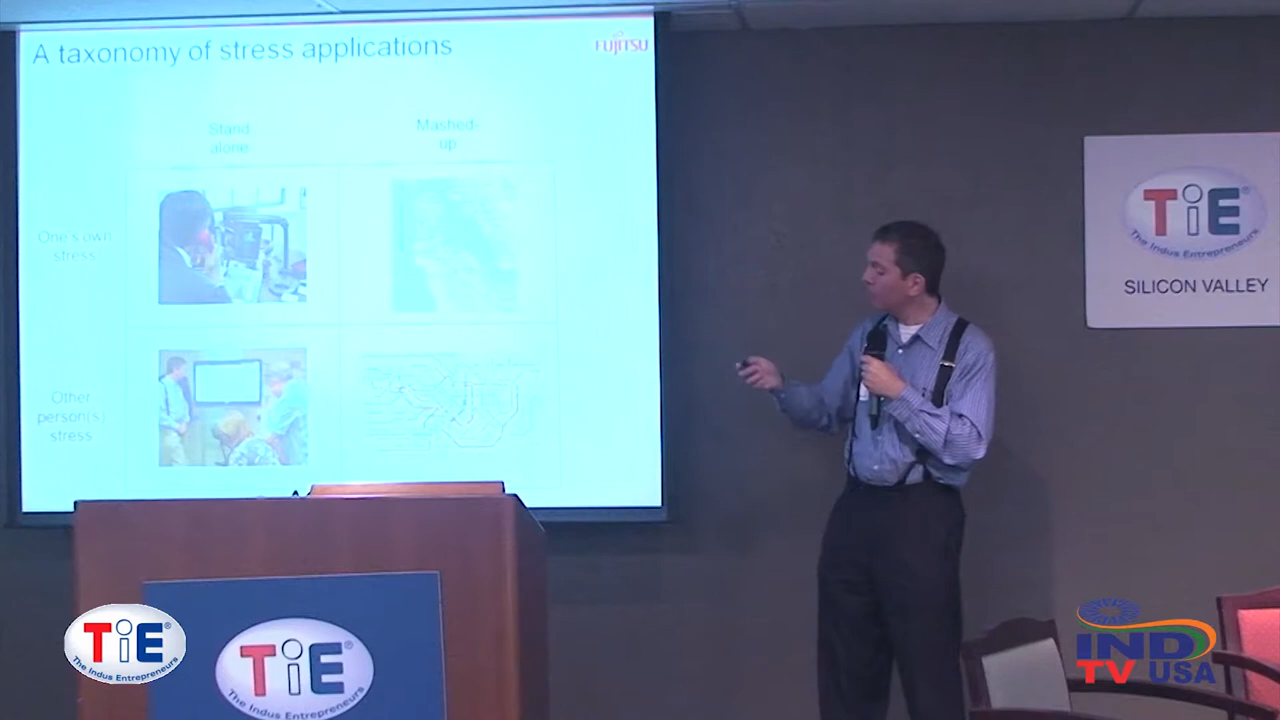 A taxonomy of stress applications
FUJITSU
Stand
alone
Mashed-
up
One's own
stress
Other
person(s)
stress
TiE®
The Indus Entrepreneurs
SILICON VALLEY
TiE®
The Indus Entrepreneurs
TiE®
The Indus Entrepreneurs
IND
TV USA